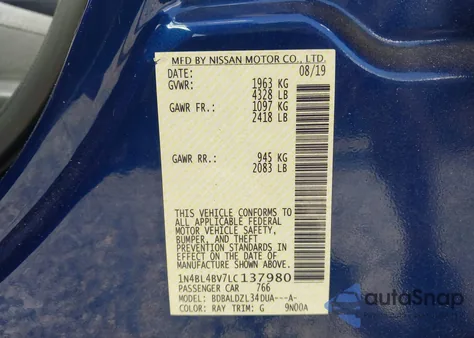 MFD BY NISSAN MOTOR CO., LTD.
DATE: 08/19
GVWR: 1963 KG
4328 LB
GAWR FR.: 1097 KG
2418 LB
GAWR RR.: 945 KG
2083 LB
THIS VEHICLE CONFORMS TO
ALL APPLICABLE FEDERAL
MOTOR VEHICLE SAFETY,
BUMPER, AND THEFT
PREVENTION STANDARDS IN
EFFECT ON THE DATE OF
MANUFACTURE SHOWN ABOVE.
1N4BL4BV7LC137980
PASSENGER CAR 766
MODEL: BDBALDZL34DUA---A-
COLOR: RAY TRIM: G 9N00A
autoSnap